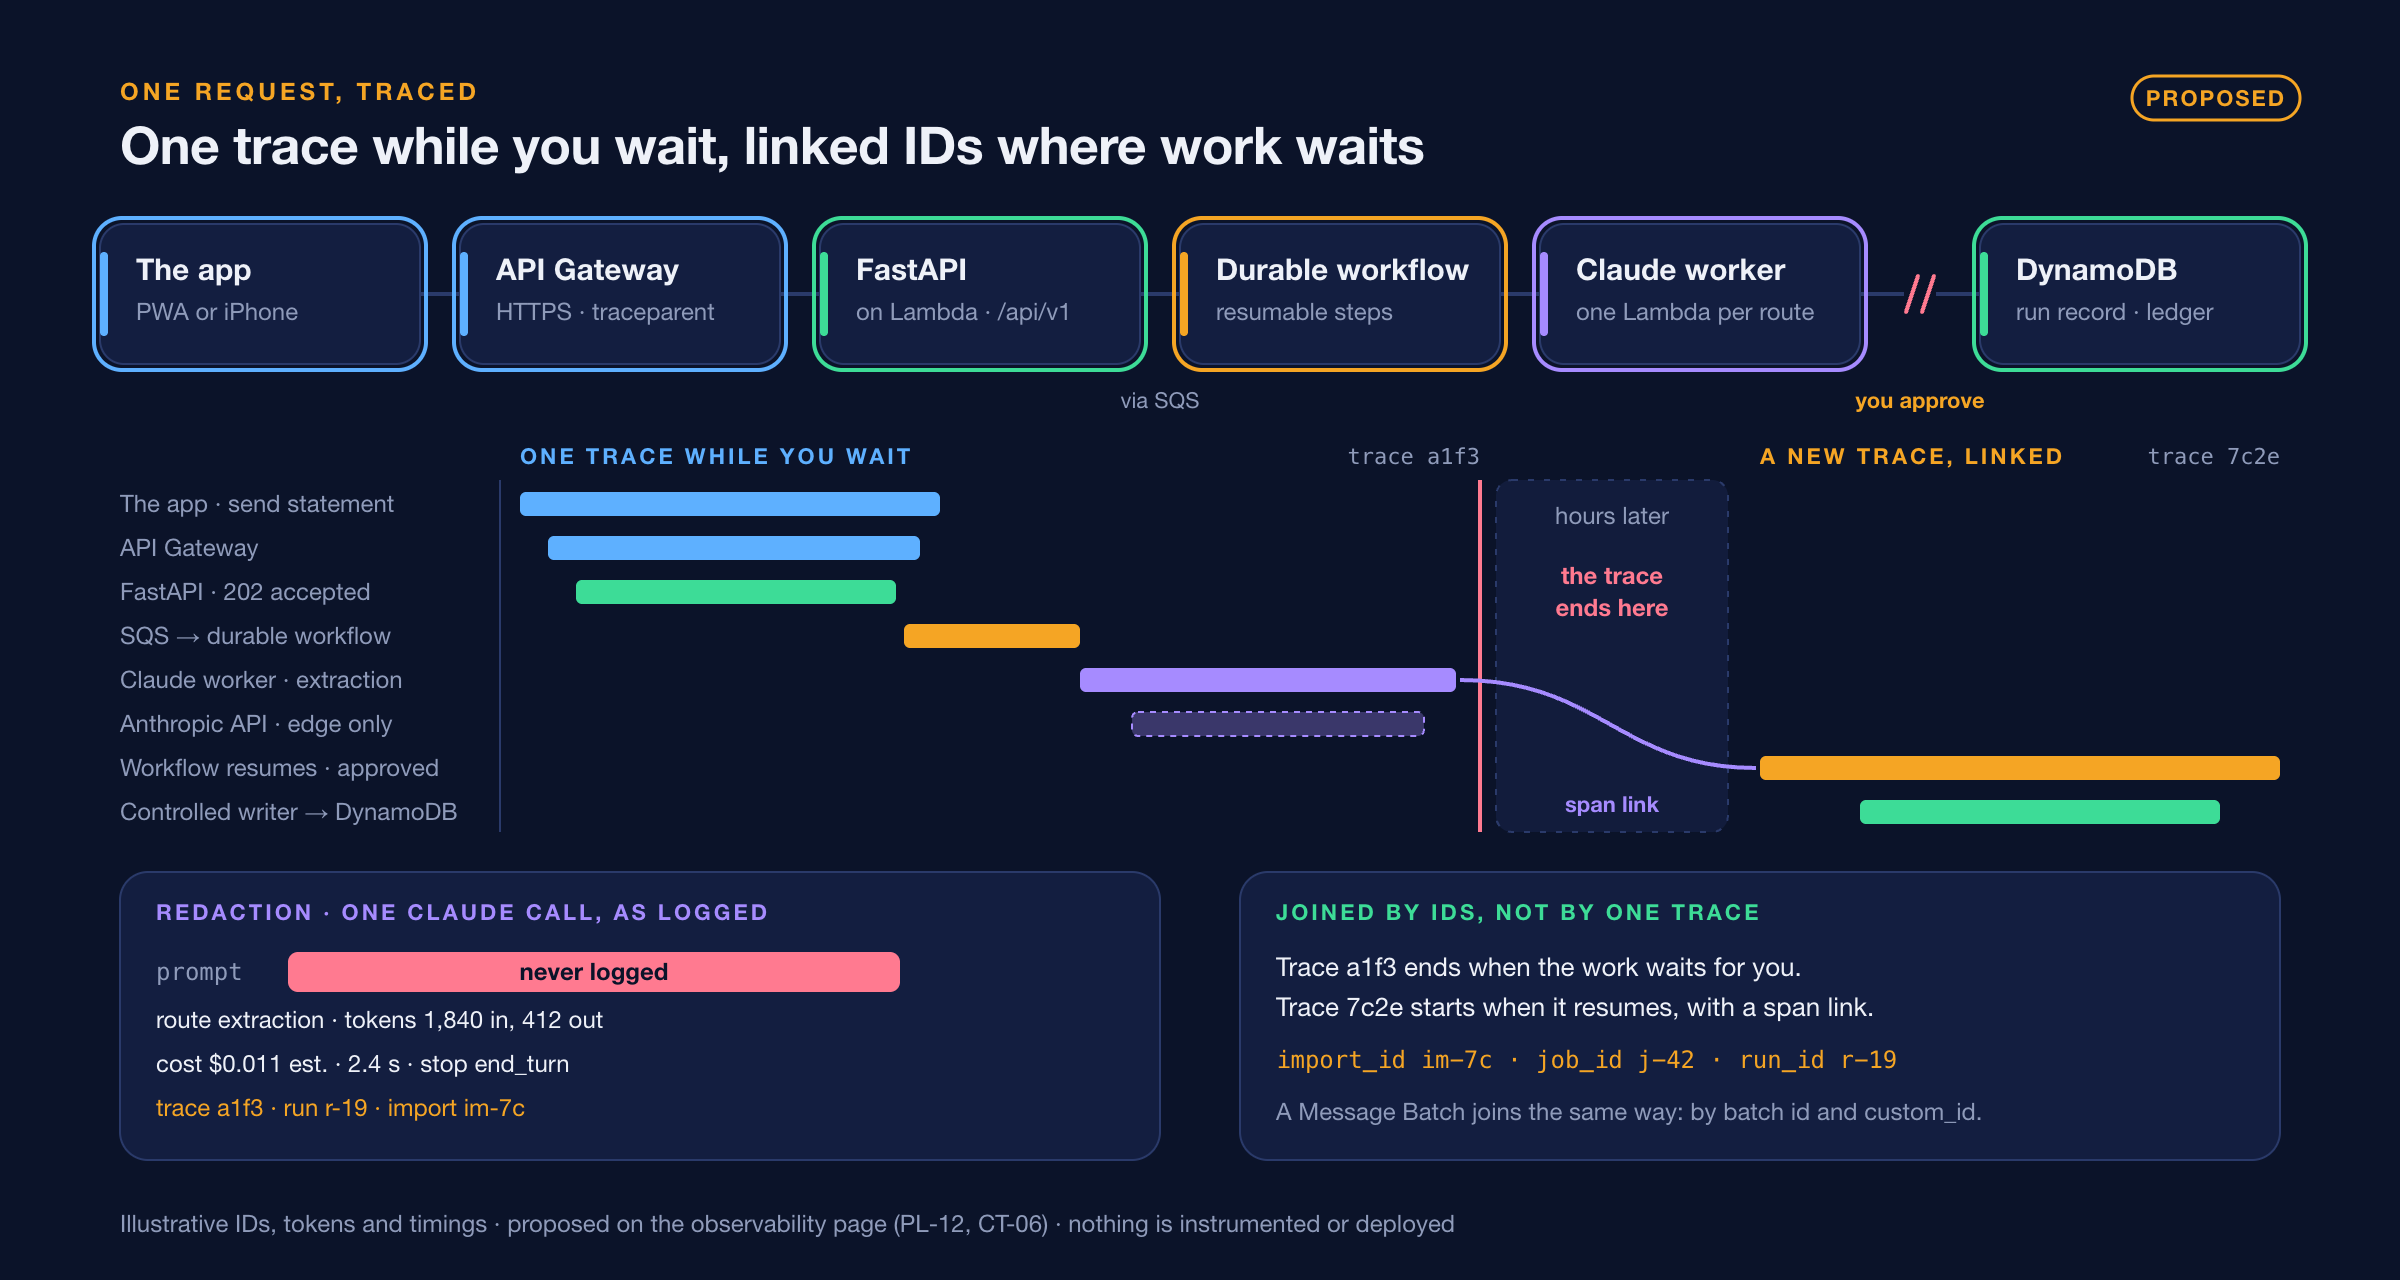 ONE REQUEST, TRACED
PROPOSED
One trace while you wait, linked IDs where work waits
The app
PWA or iPhone
API Gateway
HTTPS · traceparent
FastAPI
on Lambda · /api/v1
Durable workflow
resumable steps
Claude worker
one Lambda per route
//
DynamoDB
run record · ledger
via SQS
you approve
ONE TRACE WHILE YOU WAIT
trace a1f3
A NEW TRACE, LINKED
trace 7c2e
The app · send statement
API Gateway
FastAPI · 202 accepted
SQS → durable workflow
Claude worker · extraction
Anthropic API · edge only
Workflow resumes · approved
Controlled writer → DynamoDB
hours later
the trace
ends here
span link
REDACTION · ONE CLAUDE CALL, AS LOGGED
prompt
never logged
route extraction · tokens 1,840 in, 412 out
cost $0.011 est. · 2.4 s · stop end_turn
trace a1f3 · run r-19 · import im-7c
JOINED BY IDS, NOT BY ONE TRACE
Trace a1f3 ends when the work waits for you.
Trace 7c2e starts when it resumes, with a span link.
import_id im-7c · job_id j-42 · run_id r-19
A Message Batch joins the same way: by batch id and custom_id.
Illustrative IDs, tokens and timings · proposed on the observability page (PL-12, CT-06) · nothing is instrumented or deployed